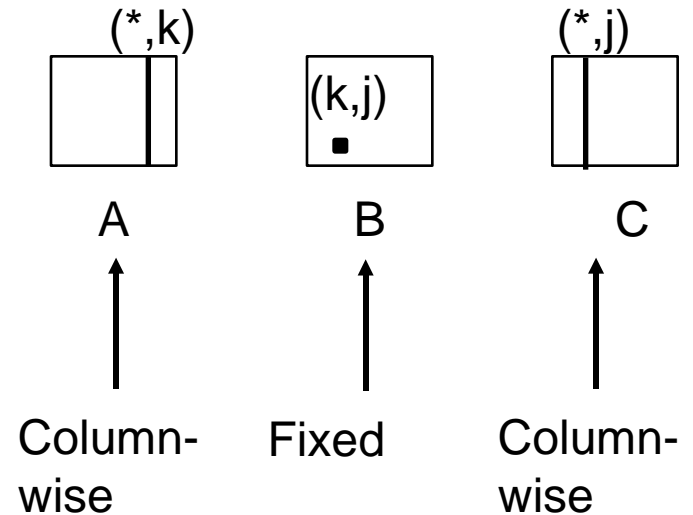 (*,k)
(*,j)
(k,j)
A
B
C
Column-
wise
Fixed
Column-
wise